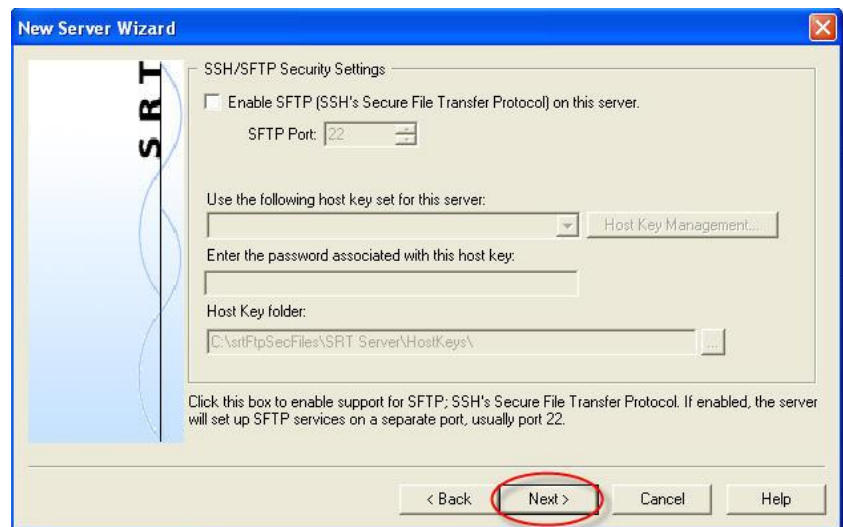 New Server Wizard
SRT
SSH/SFTP Security Settings
Enable SFTP (SSH's Secure File Transfer Protocol) on this server.
SFTP Port: 22
Use the following host key set for this server:
Host Key Management...
Enter the password associated with this host key:
Host Key folder:
C:\srtFtpSecFiles\SRT Server\HostKeys\ ...
Click this box to enable support for SFTP; SSH's Secure File Transfer Protocol. If enabled, the server
will set up SFTP services on a separate port, usually port 22.
< Back Next > Cancel Help